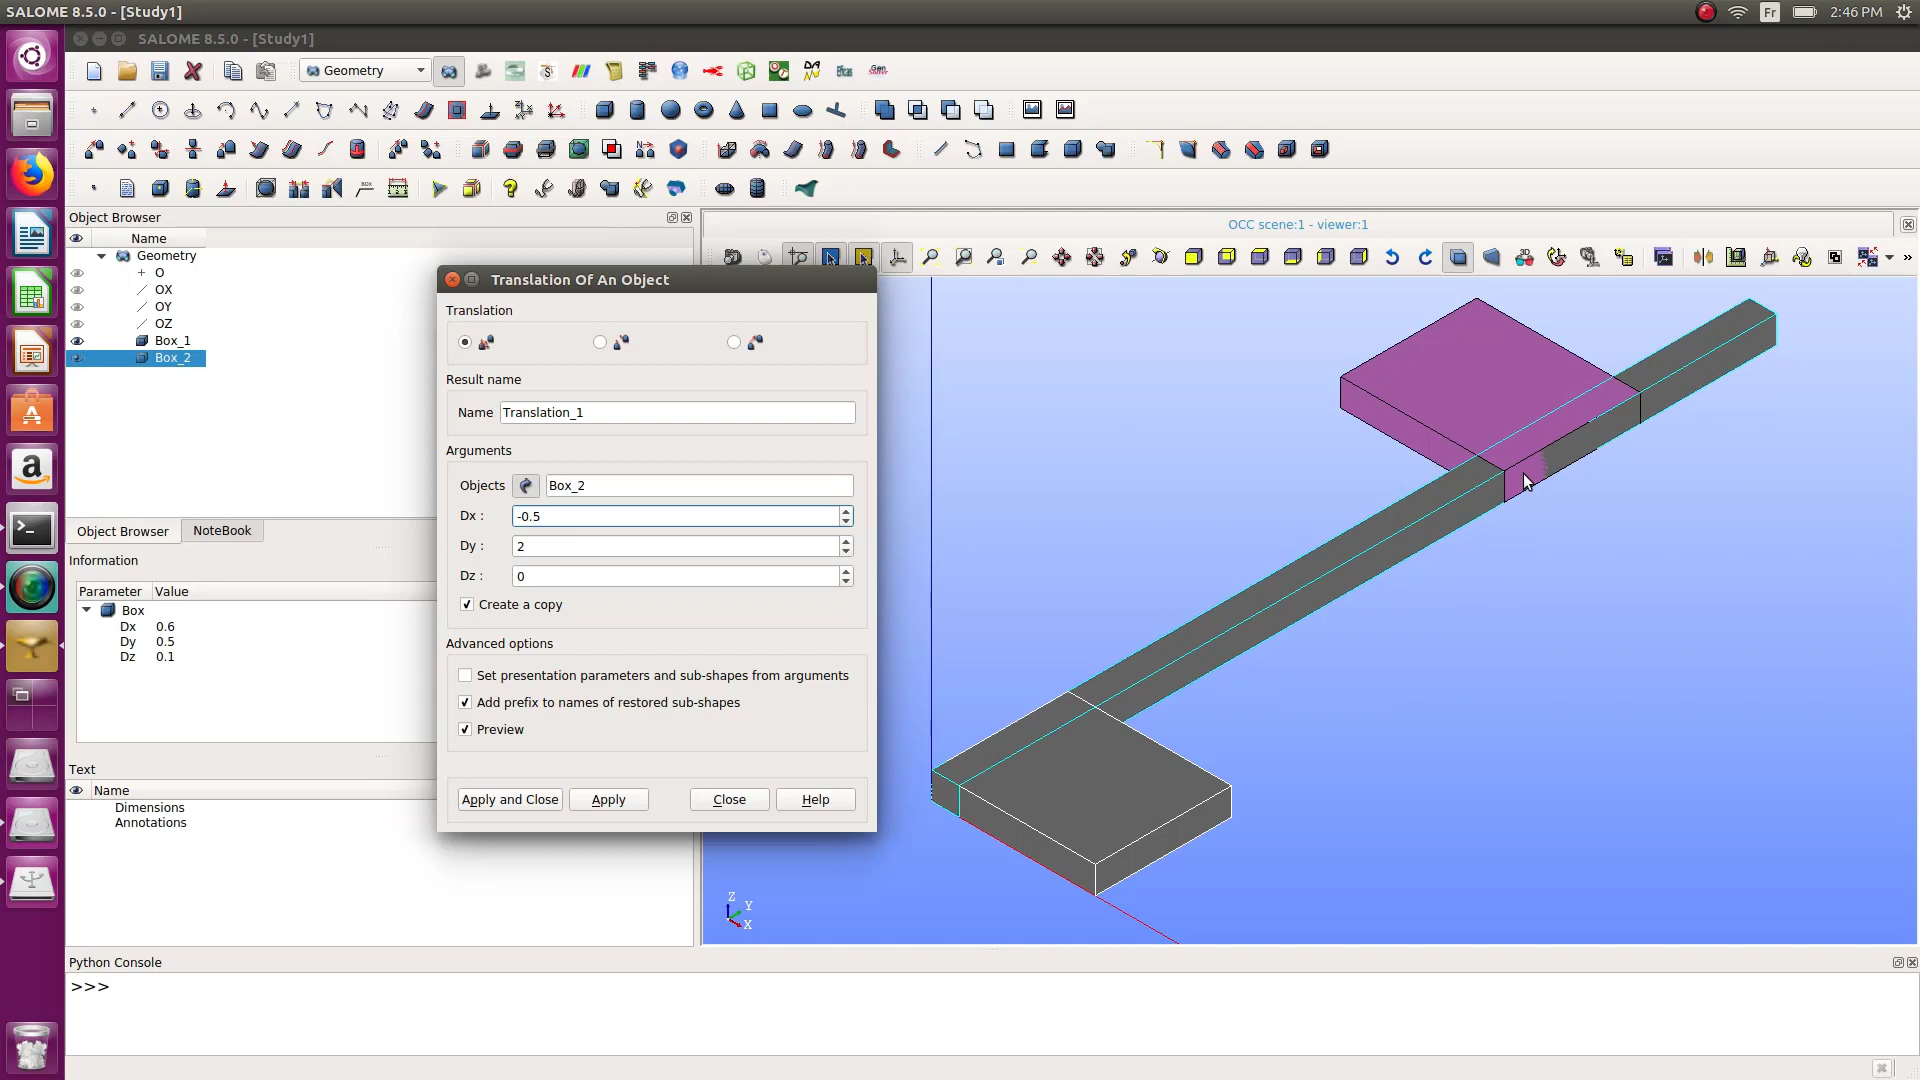 SALOME 8.5.0 - [Study1]
Fr
2:46 PM
SALOME 8.5.0 - [Study1]
Geometry
Object Browser
OCC scene:1 - viewer:1
Name
Geometry
O
OX
OY
OZ
Box_1
Box_2
Translation Of An Object
Translation
Result name
Name Translation_1
Arguments
Objects Box_2
Dx : -0.5
Dy : 2
Dz : 0
Create a copy
Advanced options
Set presentation parameters and sub-shapes from arguments
Add prefix to names of restored sub-shapes
Preview
Apply and Close
Apply
Close
Help
Object Browser
NoteBook
Information
Parameter Value
Box
Dx 0.6
Dy 0.5
Dz 0.1
Text
Name
Dimensions
Annotations
Z
Y
X
Python Console
>>>